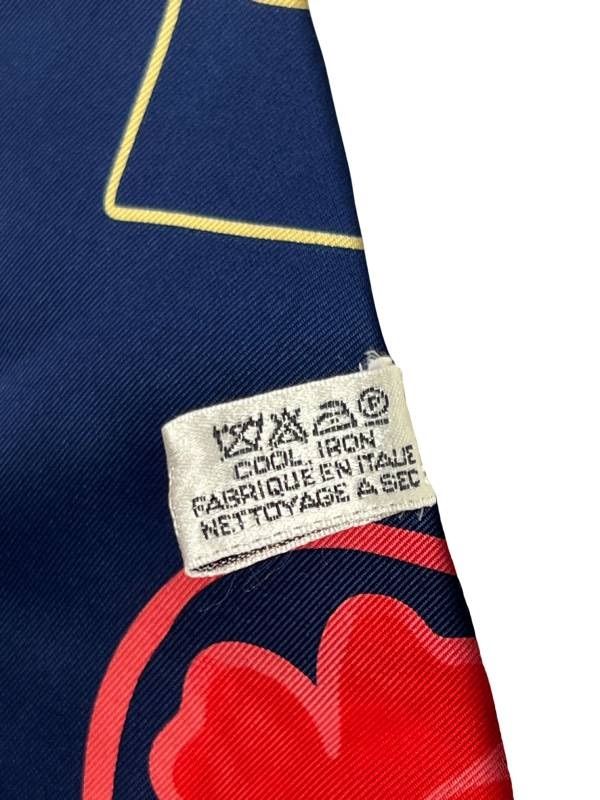 P
COOL IRON
FABRIQUE EN ITALIE
NETTOYAGE A SEC